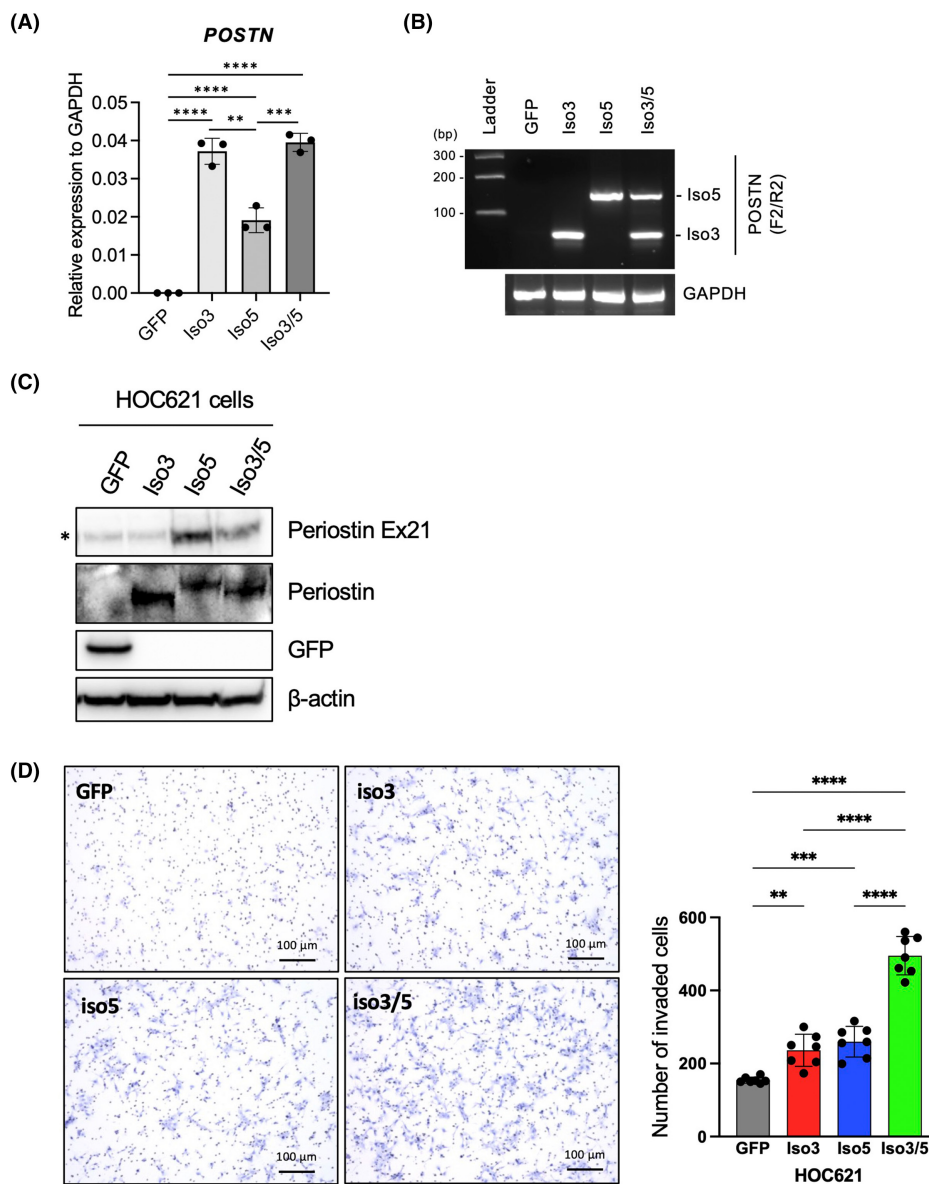 (A)
POSTN
****
****
**** ** ***
Relative expression to GAPDH
0.05
0.04
0.03
0.02
0.01
0.00
GFP
Iso3
Iso5
Iso3/5
(B)
Ladder
GFP
Iso3
Iso5
Iso3/5
(bp)
300 -
200 -
100 -
- Iso5
- Iso3
POSTN
(F2/R2)
GAPDH
(C)
HOC621 cells
GFP
Iso3
Iso5
Iso3/5
*
Periostin Ex21
Periostin
GFP
β-actin
(D)
GFP
100 µm
iso3
100 µm
iso5
100 µm
iso3/5
100 µm
****
****
***
** ****
Number of invaded cells
600
400
200
0
GFP Iso3 Iso5 Iso3/5
HOC621